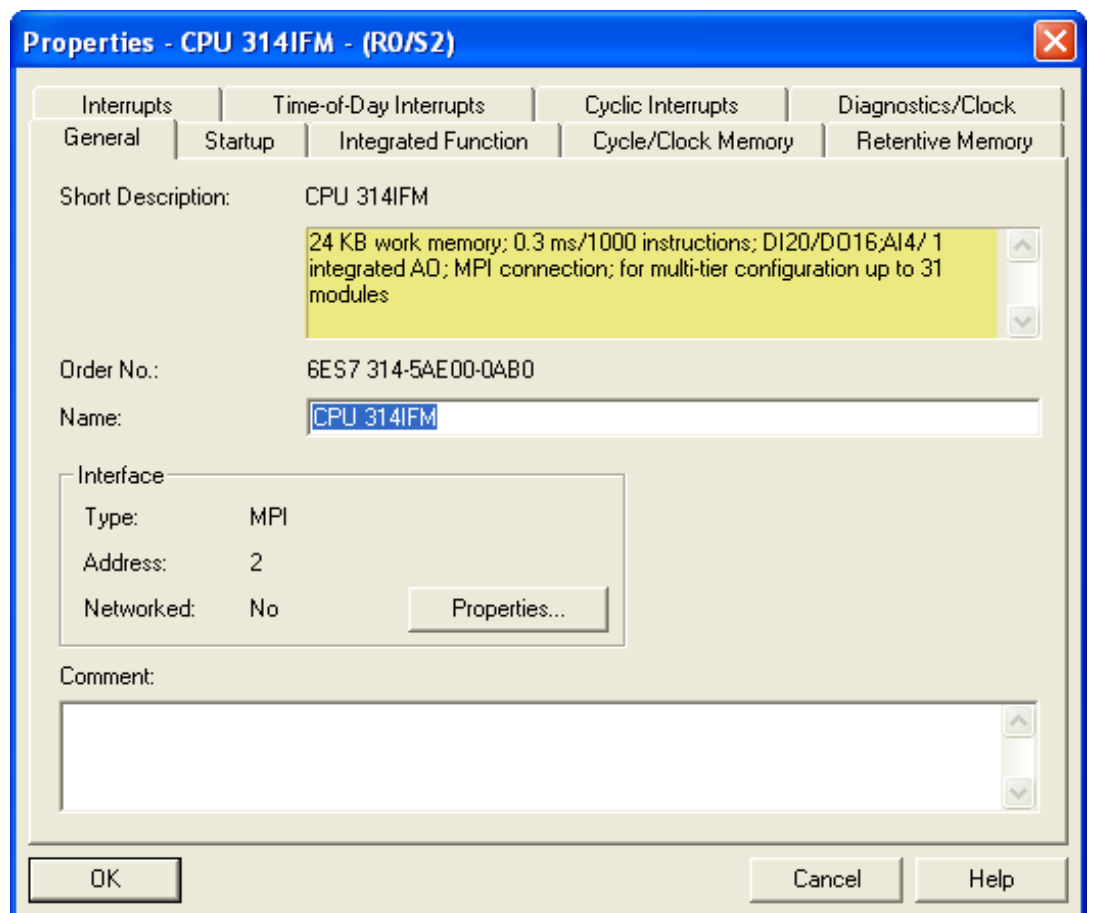 Properties - CPU 314IFM - (R0/S2)
Interrupts Time-of-Day Interrupts Cyclic Interrupts Diagnostics/Clock
General Startup Integrated Function Cycle/Clock Memory Retentive Memory
Short Description: CPU 314IFM
24 KB work memory; 0.3 ms/1000 instructions; DI20/DO16;AI4/ 1
integrated AO; MPI connection; for multi-tier configuration up to 31
modules
Order No.: 6ES7 314-5AE00-0AB0
Name: CPU 314IFM
Interface
Type: MPI
Address: 2
Networked: No Properties...
Comment:
OK Cancel Help